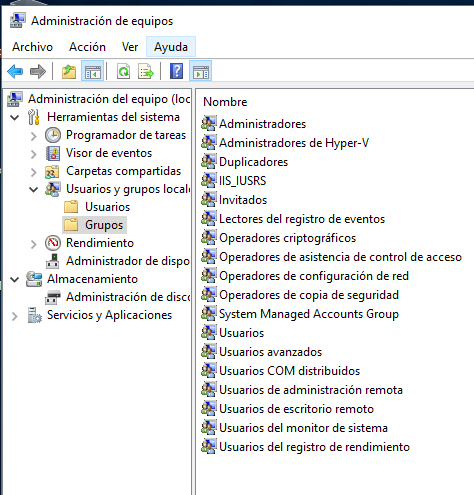 Administración de equipos
Archivo Acción Ver Ayuda
Administración del equipo (loc
Herramientas del sistema
Programador de tareas
Visor de eventos
Carpetas compartidas
Usuarios y grupos locale
Usuarios
Grupos
Rendimiento
Administrador de dispo
Almacenamiento
Administración de disco
Servicios y Aplicaciones
Nombre
Administradores
Administradores de Hyper-V
Duplicadores
IIS_IUSRS
Invitados
Lectores del registro de eventos
Operadores criptográficos
Operadores de asistencia de control de acceso
Operadores de configuración de red
Operadores de copia de seguridad
System Managed Accounts Group
Usuarios
Usuarios avanzados
Usuarios COM distribuidos
Usuarios de administración remota
Usuarios de escritorio remoto
Usuarios del monitor de sistema
Usuarios del registro de rendimiento